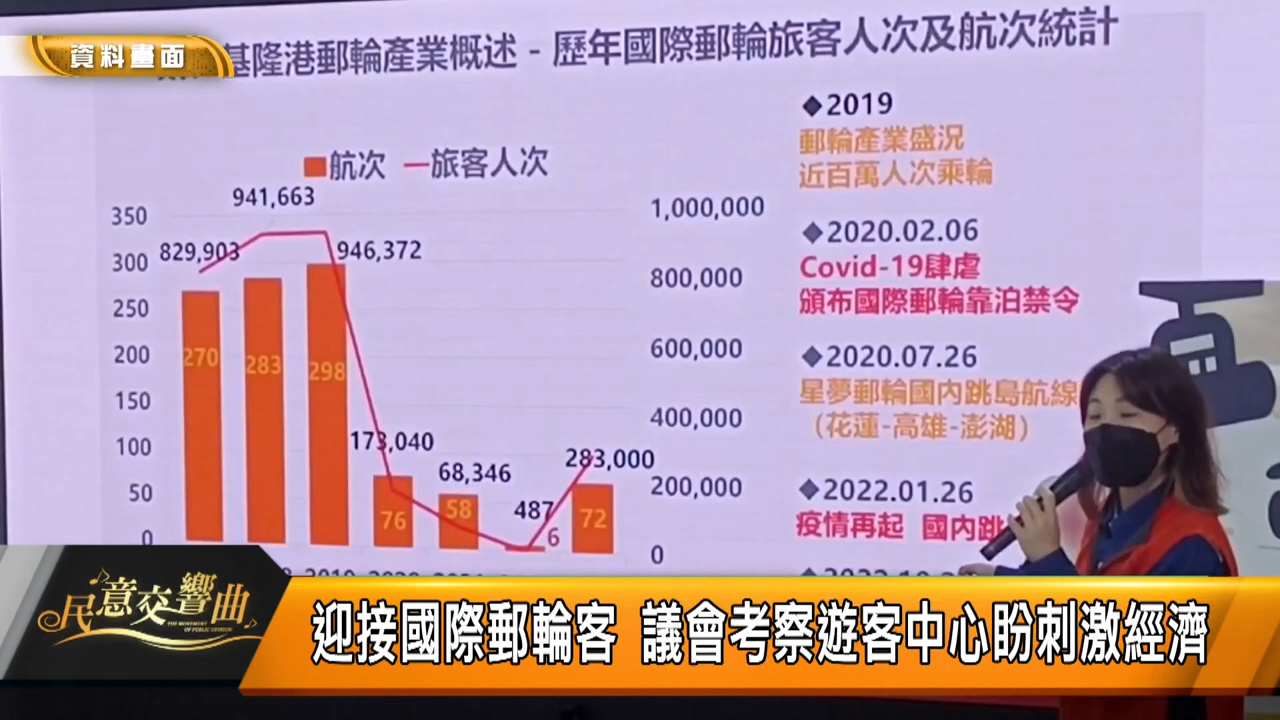 資料畫面
基隆港郵輪產業概述 - 歷年國際郵輪旅客人次及航次統計
航次 旅客人次
350
300
250
200
150
100
50
0
829,903
941,663
946,372
173,040
68,346
487
283,000
270
283
298
76
58
6
72
1,000,000
800,000
600,000
400,000
200,000
0
◆2019
郵輪產業盛況
近百萬人次乘輪
◆2020.02.06
Covid-19肆虐
頒布國際郵輪靠泊禁令
◆2020.07.26
星夢郵輪國內跳島航線
（花蓮-高雄-澎湖）
◆2022.01.26
疫情再起 國內跳
民意交響曲
THE MOVEMENT
OF PUBLIC OPINION
迎接國際郵輪客 議會考察遊客中心盼刺激經濟